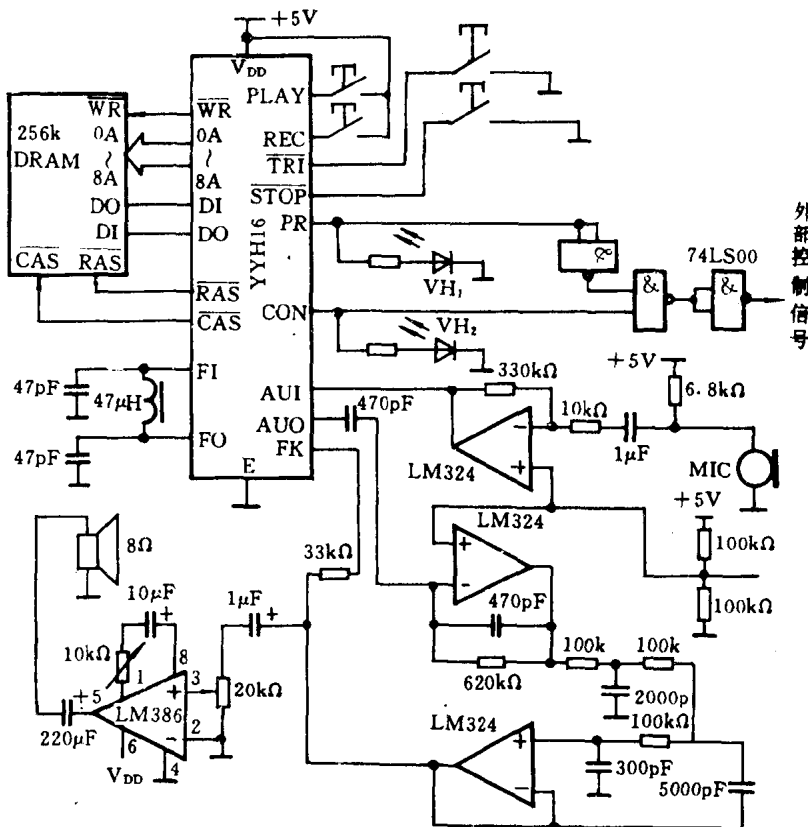 +5V
VDD
PLAY
REC
TRI
STOP
PR
CON
AUI
AUO
FK
E
YYH16
WR
0A
~
8A
DI
DO
RAS
CAS
FI
FO
WR
256k
DRAM
0A
~
8A
DO
DI
CAS
RAS
VH₁
VH₂
&
&
&
74LS00
外部控制信号
47pF
47μH
47pF
470pF
330kΩ
10kΩ
1μF
+5V
6.8kΩ
MIC
LM324
+5V
100kΩ
100kΩ
LM324
470pF
620kΩ
100k
100k
2000p
100kΩ
300pF
5000pF
LM324
33kΩ
1μF
+
20kΩ
8Ω
10μF
+
10kΩ
1
8
3
2
+5
LM386
6
4
220μF
VDD
+
-
-
+
+
-
+
-